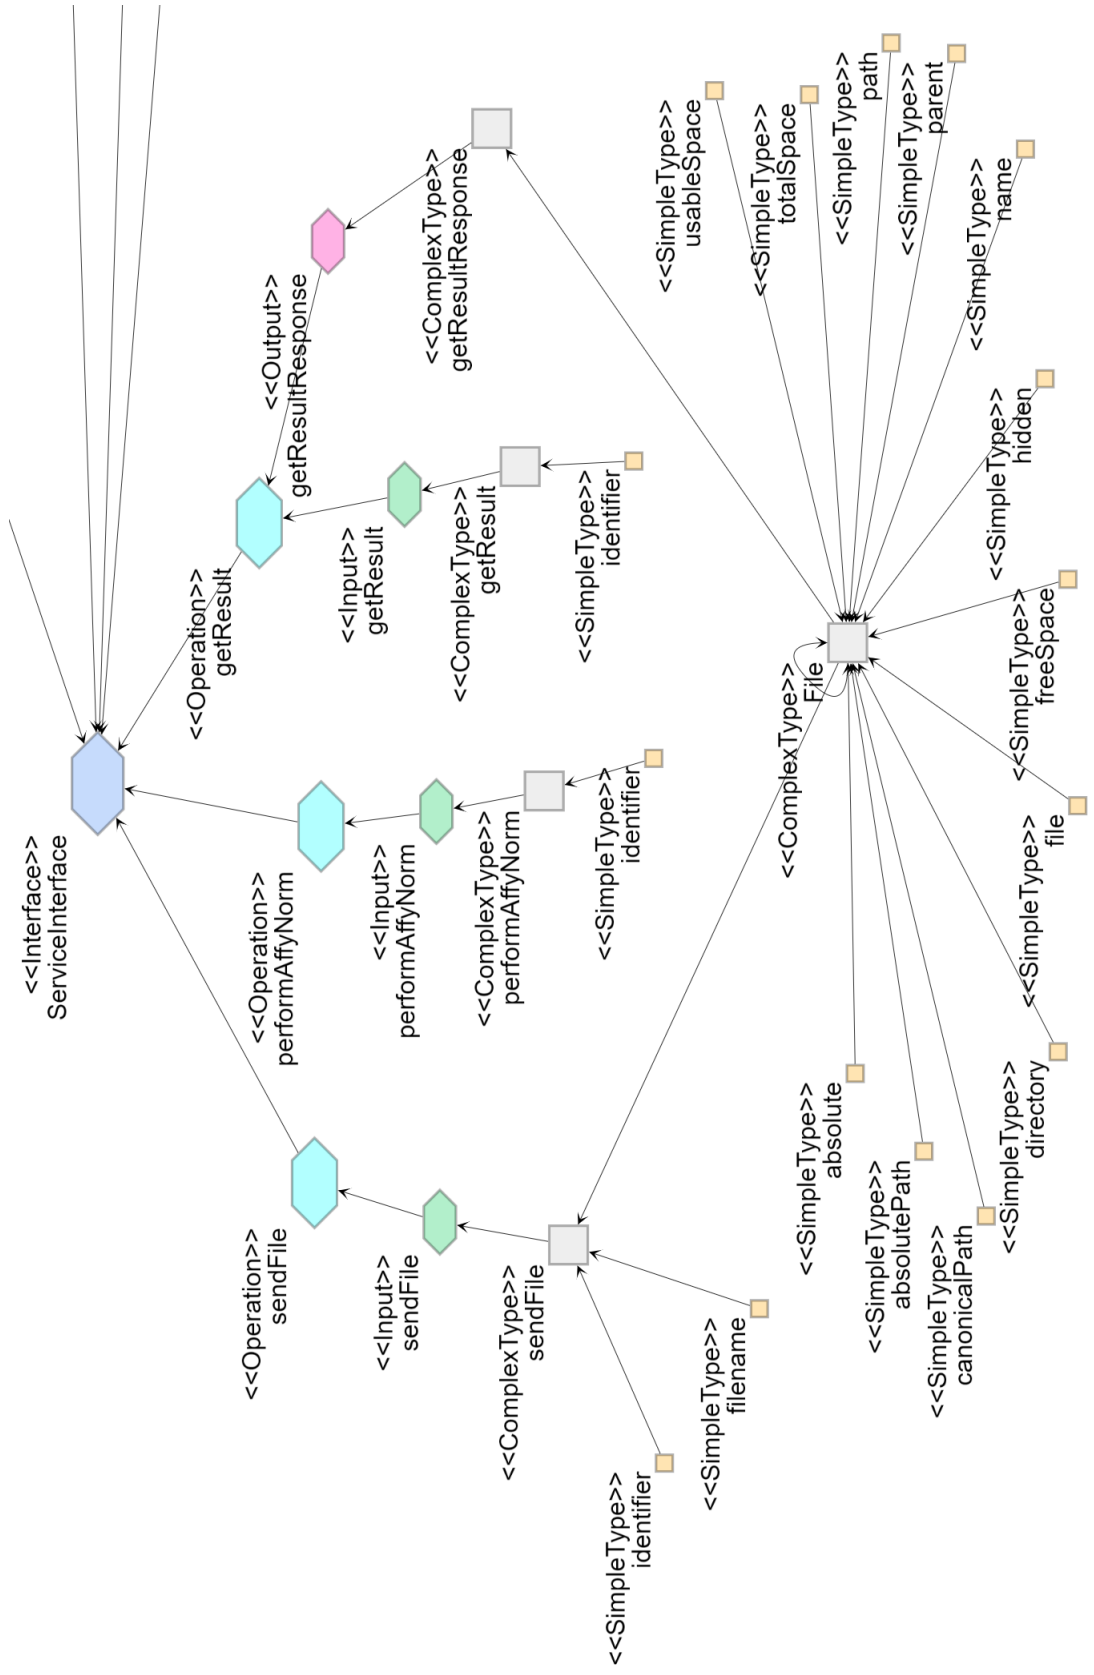 <<Interface>>
ServiceInterface
<<Operation>>
getResult
<<Output>>
getResultResponse
<<ComplexType>>
getResultResponse
<<Input>>
getResult
<<ComplexType>>
getResult
<<SimpleType>>
identifier
<<Operation>>
performAffyNorm
<<Input>>
performAffyNorm
<<ComplexType>>
performAffyNorm
<<SimpleType>>
identifier
<<Operation>>
sendFile
<<Input>>
sendFile
<<ComplexType>>
sendFile
<<SimpleType>>
identifier
<<SimpleType>>
filename
<<ComplexType>>
File
<<SimpleType>>
usableSpace
<<SimpleType>>
totalSpace
<<SimpleType>>
path
<<SimpleType>>
parent
<<SimpleType>>
name
<<SimpleType>>
hidden
<<SimpleType>>
freeSpace
<<SimpleType>>
file
<<SimpleType>>
directory
<<SimpleType>>
canonicalPath
<<SimpleType>>
absolutePath
<<SimpleType>>
absolute